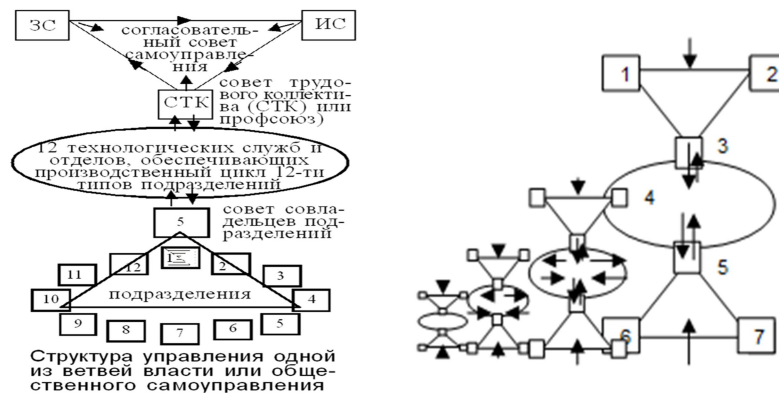 ЗС
ИС
согласователь-
ный совет
самоуправле-
ния
СТК
совет трудо-
вого коллекти-
ва (СТК) или
профсоюз)
12 технологических служб и
отделов, обеспечивающих
производственный цикл 12-ти
типов подразделений
5
совет совла-
дельцев под-
разделений
11
12
1
2
3
10
подразделения
4
9
8
7
6
5
Структура управления одной
из ветвей власти или обще-
ственного самоуправления
1
2
3
4
5
6
7